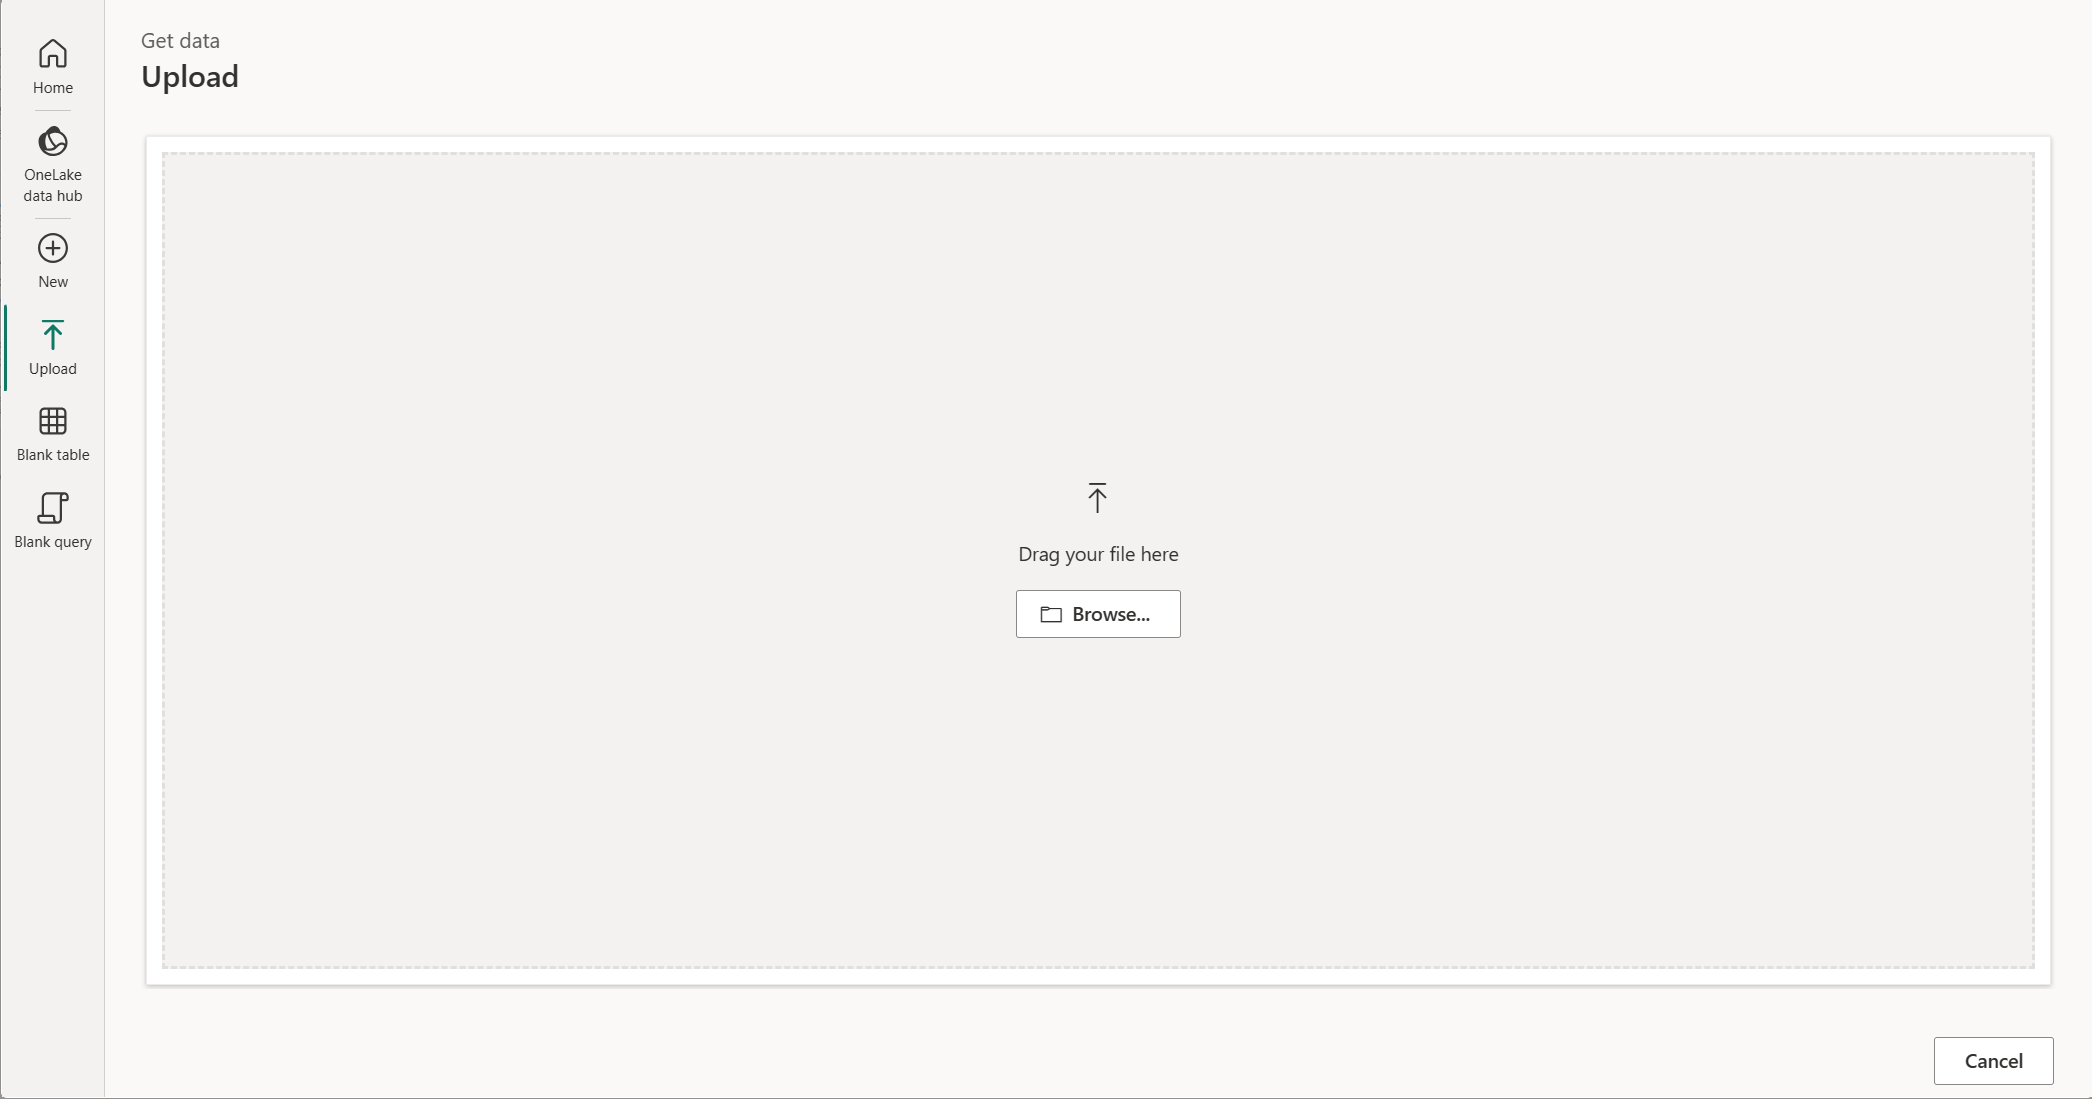 Home
OneLake
data hub
New
Upload
Blank table
Blank query
Get data
Upload
Drag your file here
Browse...
Cancel